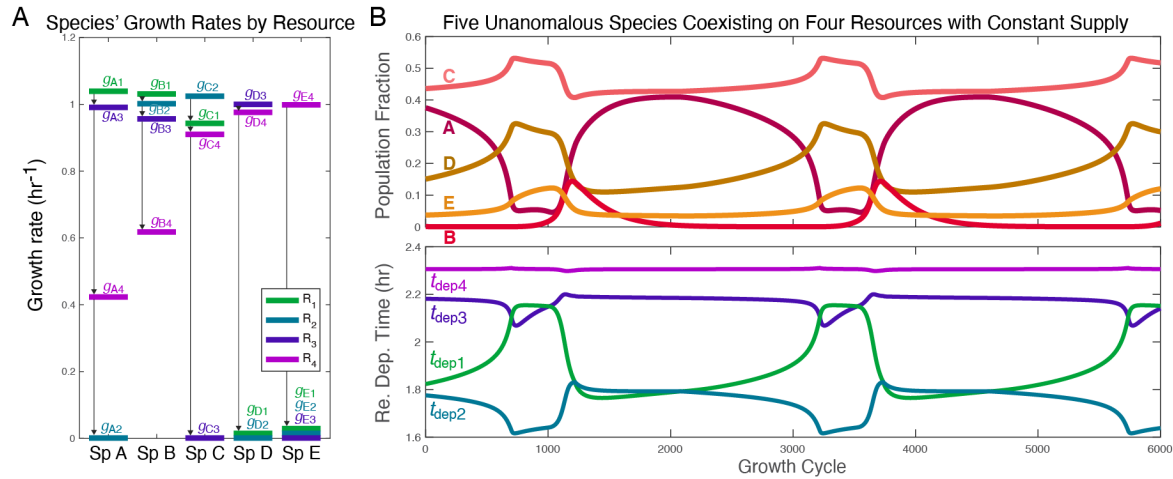 A
Species' Growth Rates by Resource
Growth rate (hr-1)
1.2
1
0.8
0.6
0.4
0.2
0
gA1
gA3
gA4
gA2
gB1
gB2
gB3
gB4
gC2
gC1
gC4
gC3
gD3
gD4
gD1
gD2
gE4
gE1
gE2
gE3
R1
R2
R3
R4
Sp A Sp B Sp C Sp D Sp E
B
Five Unanomalous Species Coexisting on Four Resources with Constant Supply
Population Fraction
0.6
0.5
0.4
0.3
0.2
0.1
0
C
A
D
E
B
Re. Dep. Time (hr)
2.4
2.2
2
1.8
1.6
tdep4
tdep3
tdep1
tdep2
0 1000 2000 3000 4000 5000 6000
Growth Cycle